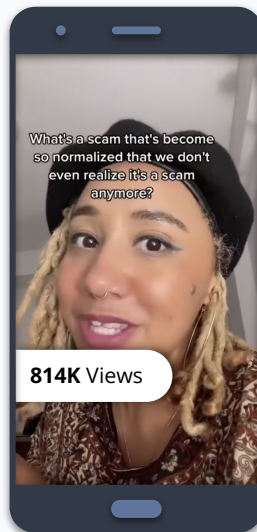 What's a scam that's become
so normalized that we don't
even realize it's a scam
anymore?
814K Views